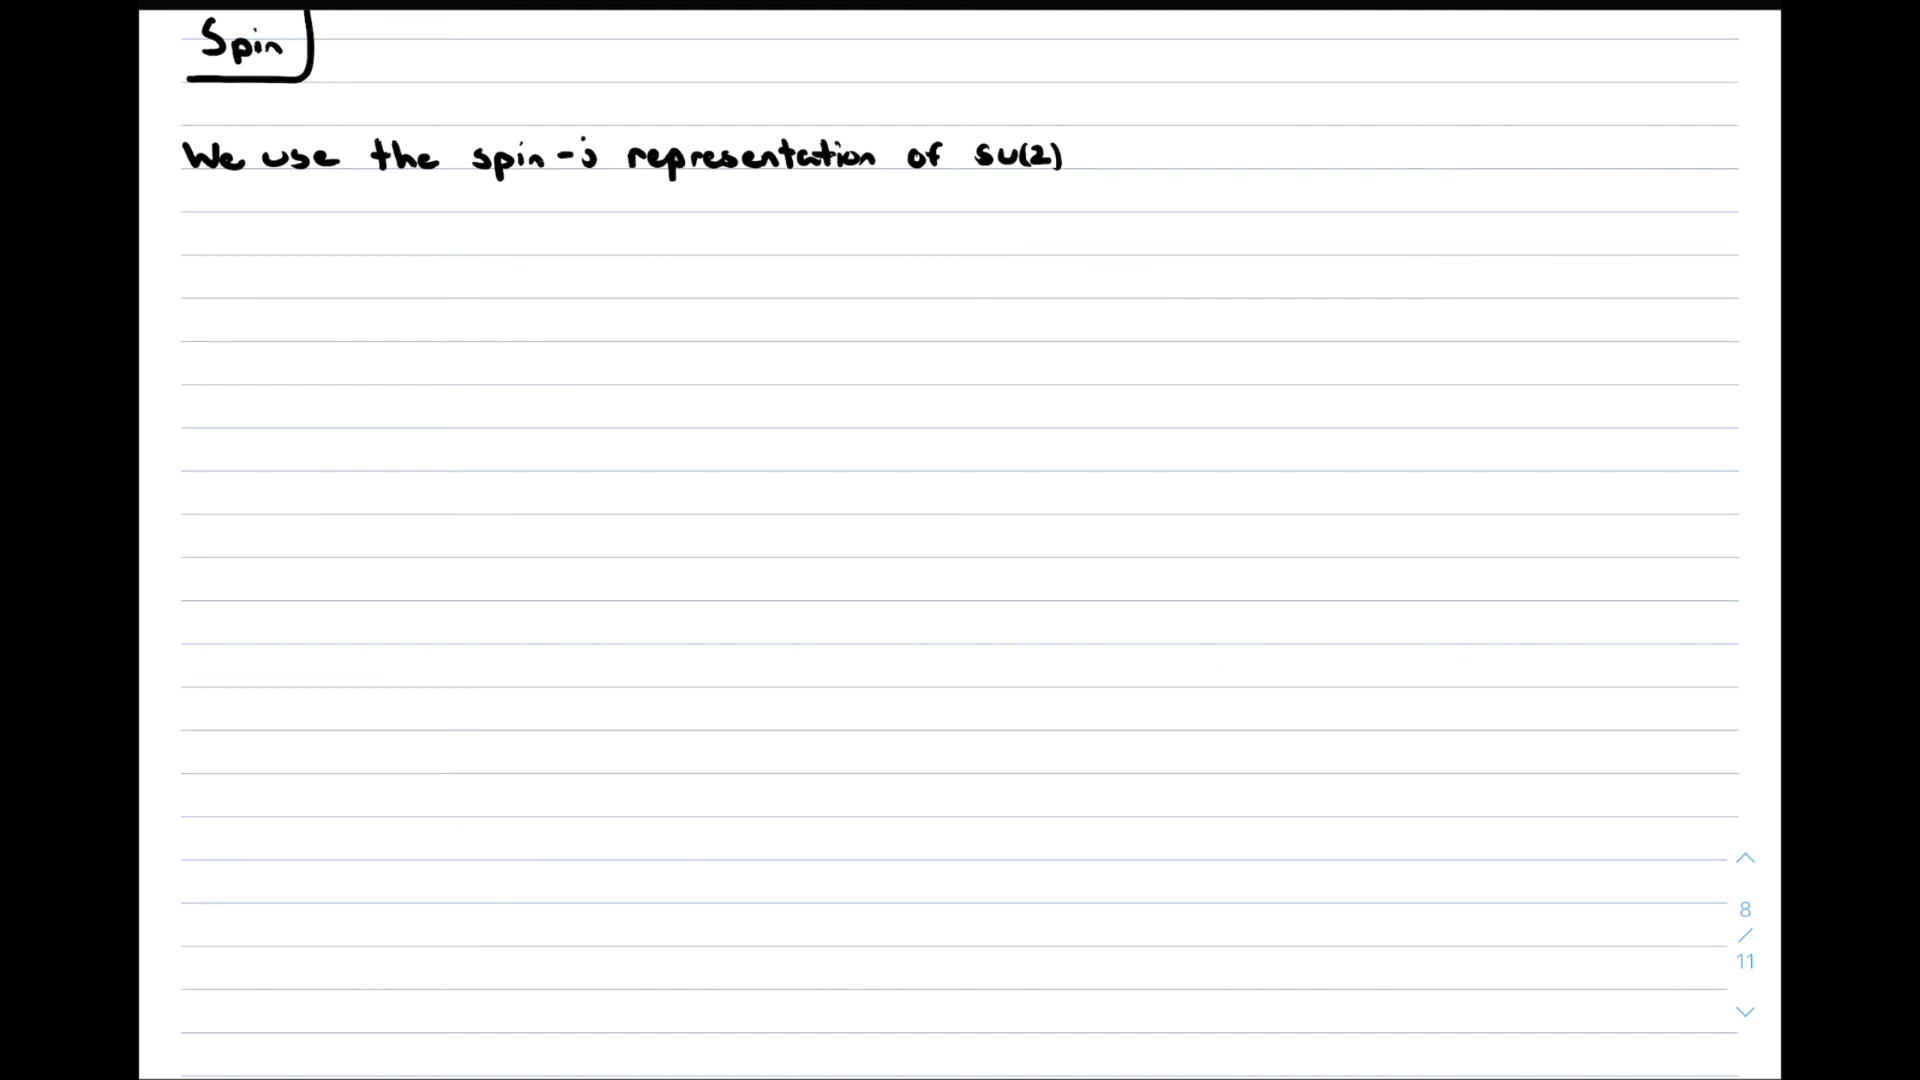 Spin
We use the spin-j representation of su(2)
8
/
11